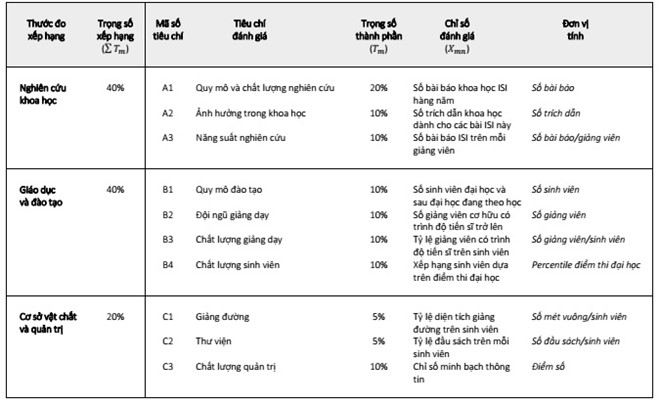 Thước đo xếp hạng | Trọng số xếp hạng (∑ Tₘ) | Mã số tiêu chí | Tiêu chí đánh giá | Trọng số thành phần (Tₘ) | Chỉ số đánh giá (Xₘₙ) | Đơn vị tính
Nghiên cứu khoa học | 40% | A1 | Quy mô và chất lượng nghiên cứu | 20% | Số bài báo khoa học ISI hàng năm | Số bài báo
A2 | Ảnh hưởng trong khoa học | 10% | Số trích dẫn khoa học dành cho các bài ISI này | Số trích dẫn
A3 | Năng suất nghiên cứu | 10% | Số bài báo ISI trên mỗi giảng viên | Số bài báo/giảng viên
Giáo dục và đào tạo | 40% | B1 | Quy mô đào tạo | 10% | Số sinh viên đại học và sau đại học đang theo học | Số sinh viên
B2 | Đội ngũ giảng dạy | 10% | Số giảng viên cơ hữu có trình độ tiến sĩ trở lên | Số giảng viên
B3 | Chất lượng giảng dạy | 10% | Tỷ lệ giảng viên có trình độ tiến sĩ trên sinh viên | Số giảng viên/sinh viên
B4 | Chất lượng sinh viên | 10% | Xếp hạng sinh viên dựa trên điểm thi đại học | Percentile điểm thi đại học
Cơ sở vật chất và quản trị | 20% | C1 | Giảng đường | 5% | Tỷ lệ diện tích giảng đường trên sinh viên | Số mét vuông/sinh viên
C2 | Thư viện | 5% | Tỷ lệ đầu sách trên mỗi sinh viên | Số đầu sách/sinh viên
C3 | Chất lượng quản trị | 10% | Chỉ số minh bạch thông tin | Điểm số